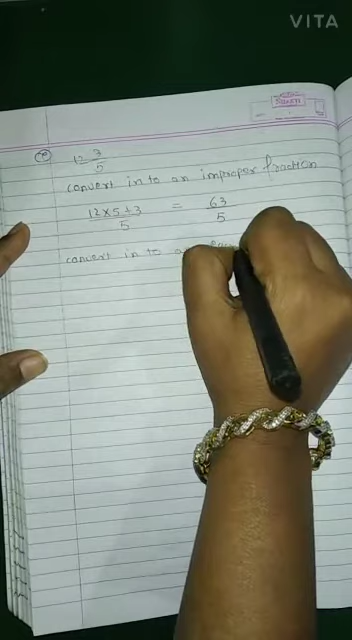 VITA
SHAKTI
12 3/5
convert in to an improper fraction
12 x 5 + 3 / 5 = 63 / 5
convert in to